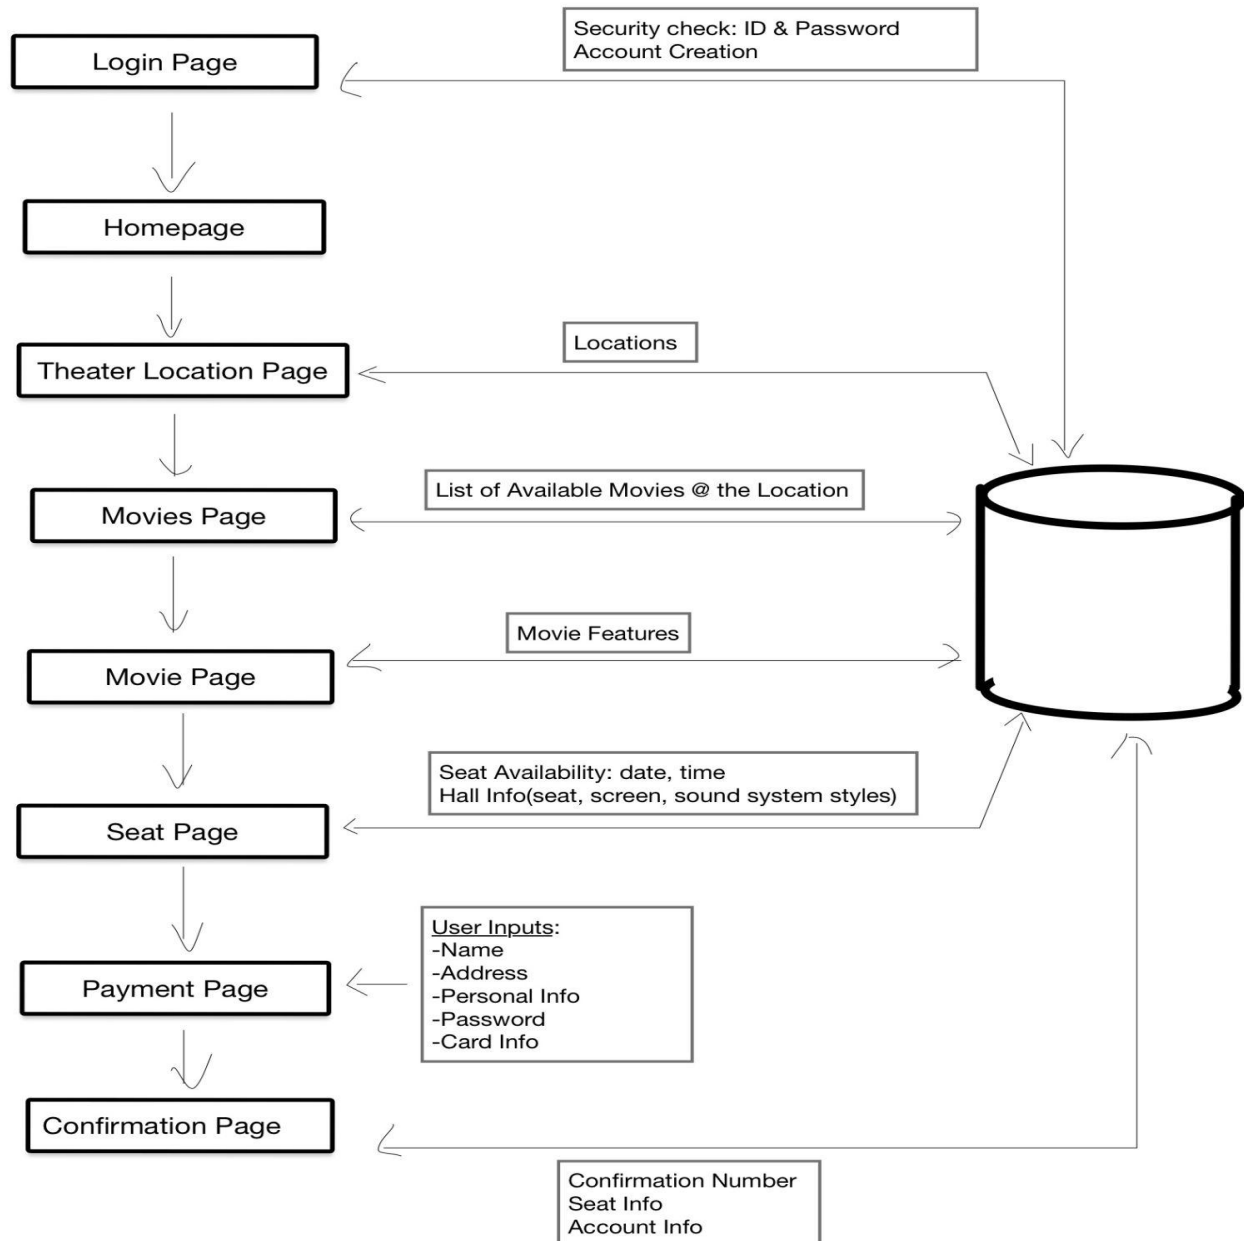 Security check: ID & Password
Account Creation
Login Page
Homepage
Locations
Theater Location Page
List of Available Movies @ the Location
Movies Page
Movie Features
Movie Page
Seat Availability: date, time
Hall Info(seat, screen, sound system styles)
Seat Page
User Inputs:
-Name
-Address
-Personal Info
-Password
-Card Info
Payment Page
Confirmation Page
Confirmation Number
Seat Info
Account Info